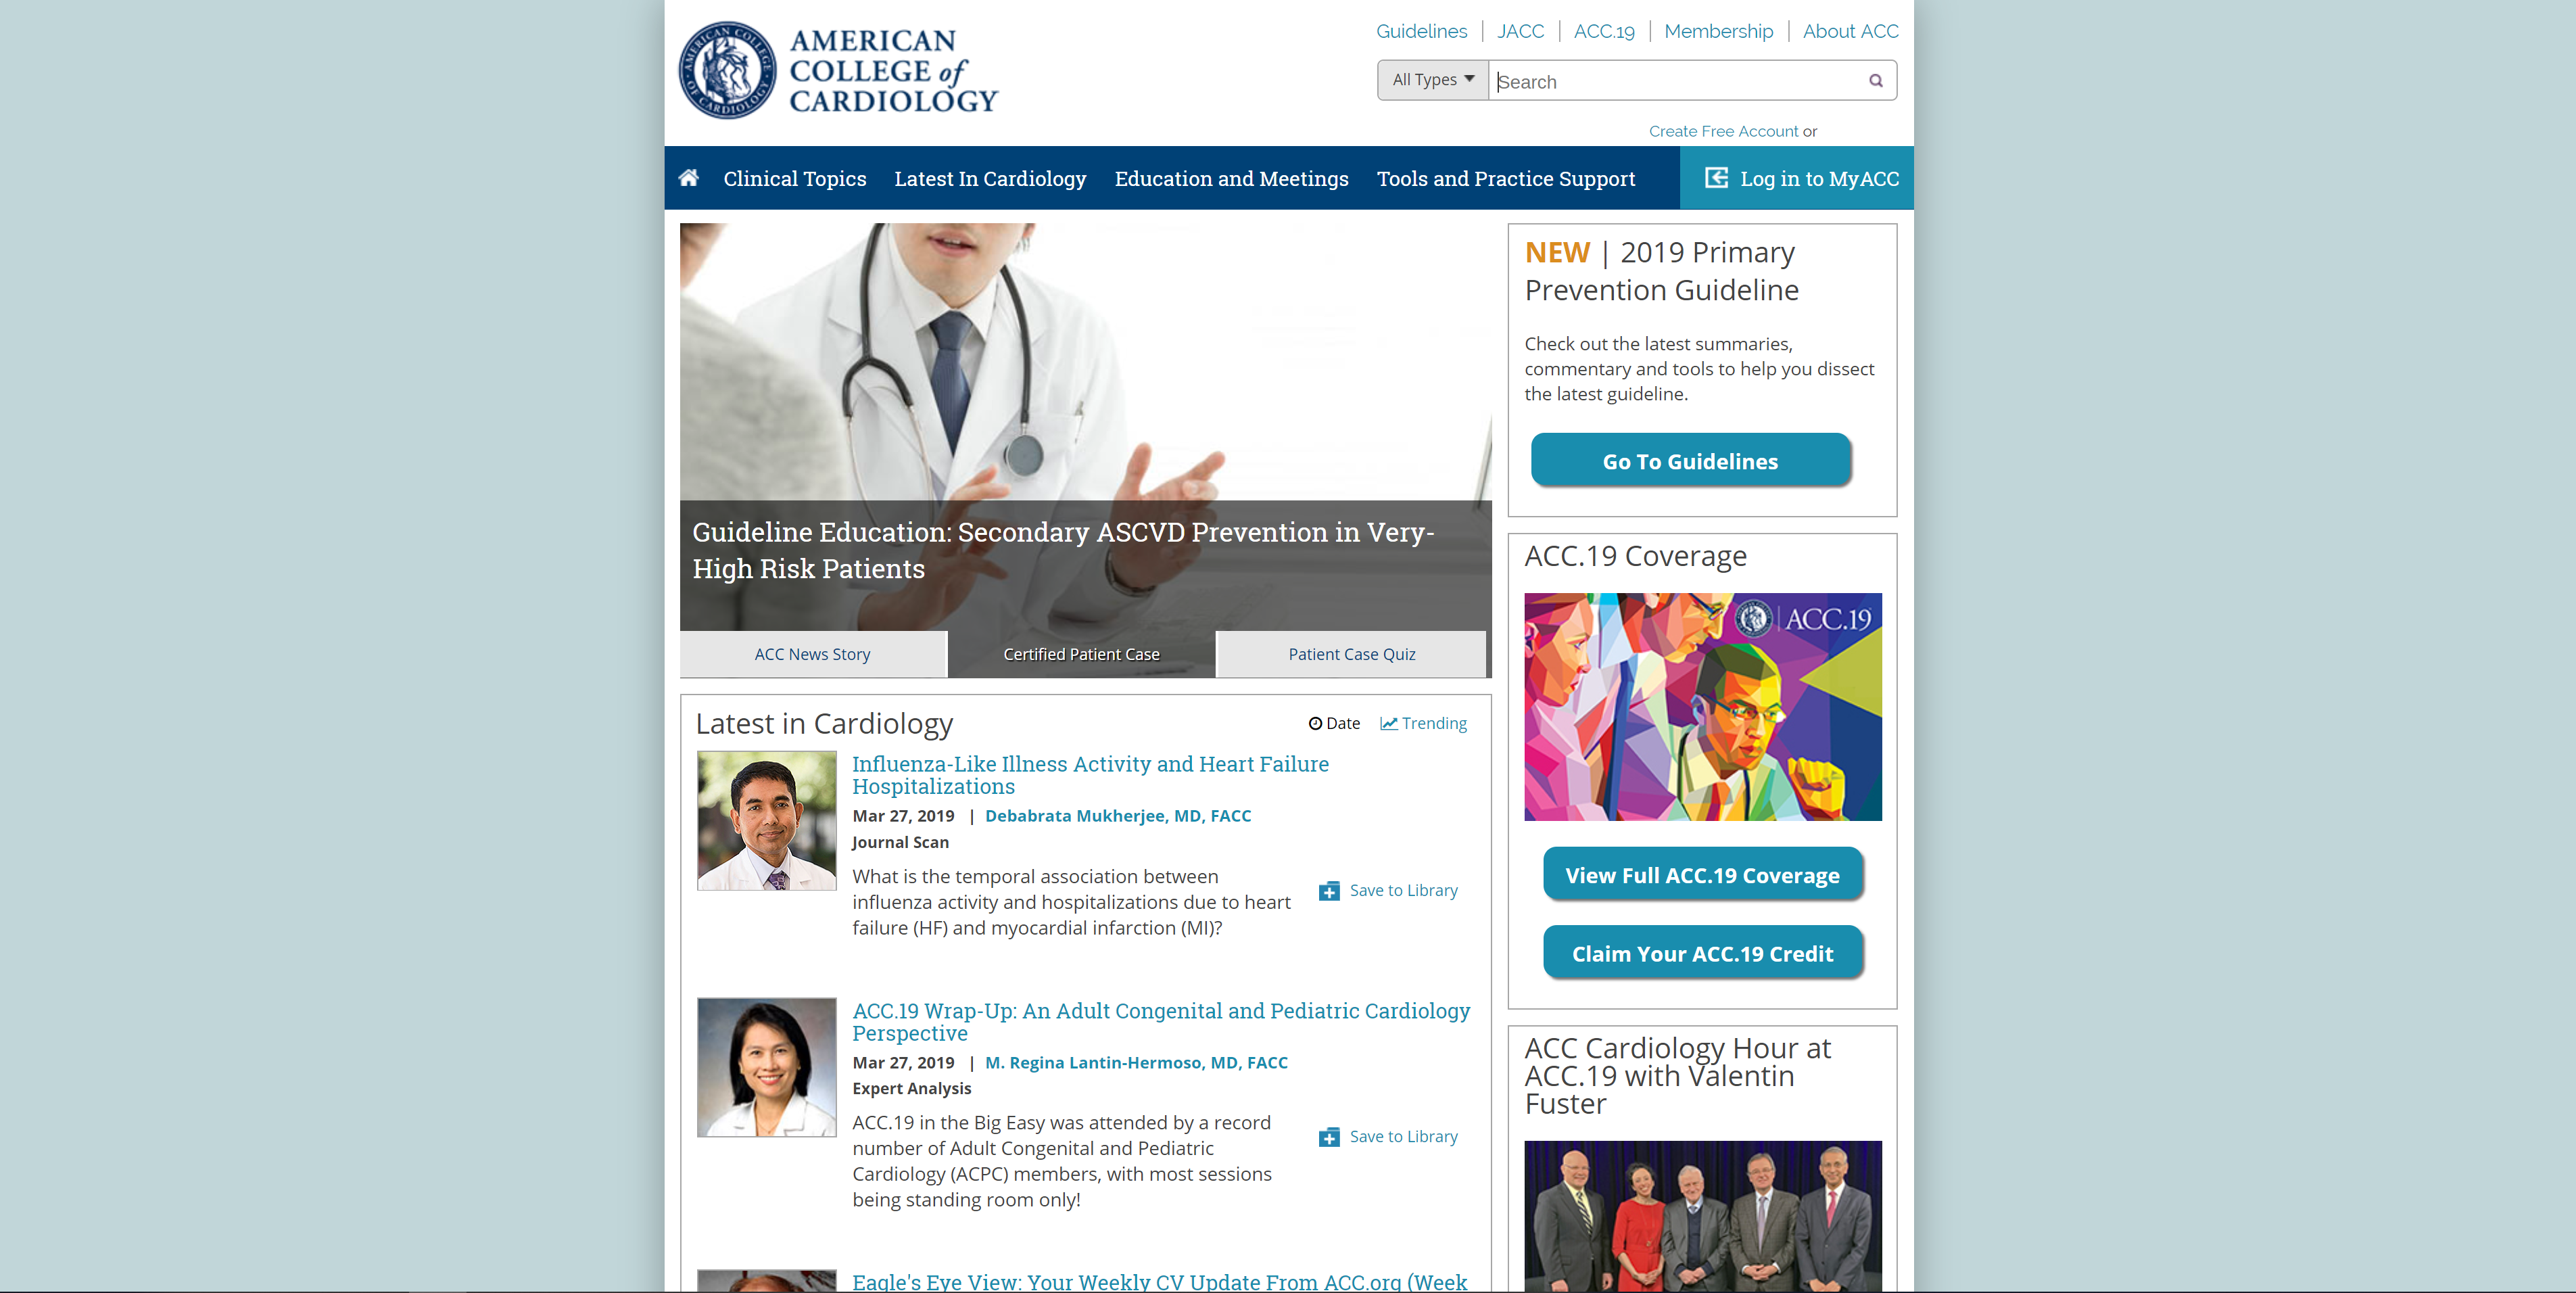 AMERICAN COLLEGE OF CARDIOLOGY
AMERICAN
COLLEGE of
CARDIOLOGY
Guidelines
JACC
ACC.19
Membership
About ACC
All Types
Search
Create Free Account or
Clinical Topics
Latest In Cardiology
Education and Meetings
Tools and Practice Support
Log in to MyACC
Guideline Education: Secondary ASCVD Prevention in Very-
High Risk Patients
ACC News Story
Certified Patient Case
Patient Case Quiz
Latest in Cardiology
Date
Trending
Influenza-Like Illness Activity and Heart Failure
Hospitalizations
Mar 27, 2019 | Debabrata Mukherjee, MD, FACC
Journal Scan
What is the temporal association between
influenza activity and hospitalizations due to heart
failure (HF) and myocardial infarction (MI)?
Save to Library
ACC.19 Wrap-Up: An Adult Congenital and Pediatric Cardiology
Perspective
Mar 27, 2019 | M. Regina Lantin-Hermoso, MD, FACC
Expert Analysis
ACC.19 in the Big Easy was attended by a record
number of Adult Congenital and Pediatric
Cardiology (ACPC) members, with most sessions
being standing room only!
Save to Library
Eagle's Eye View: Your Weekly CV Update From ACC.org (Week
NEW | 2019 Primary
Prevention Guideline
Check out the latest summaries,
commentary and tools to help you dissect
the latest guideline.
Go To Guidelines
ACC.19 Coverage
ACC.19
View Full ACC.19 Coverage
Claim Your ACC.19 Credit
ACC Cardiology Hour at
ACC.19 with Valentin
Fuster